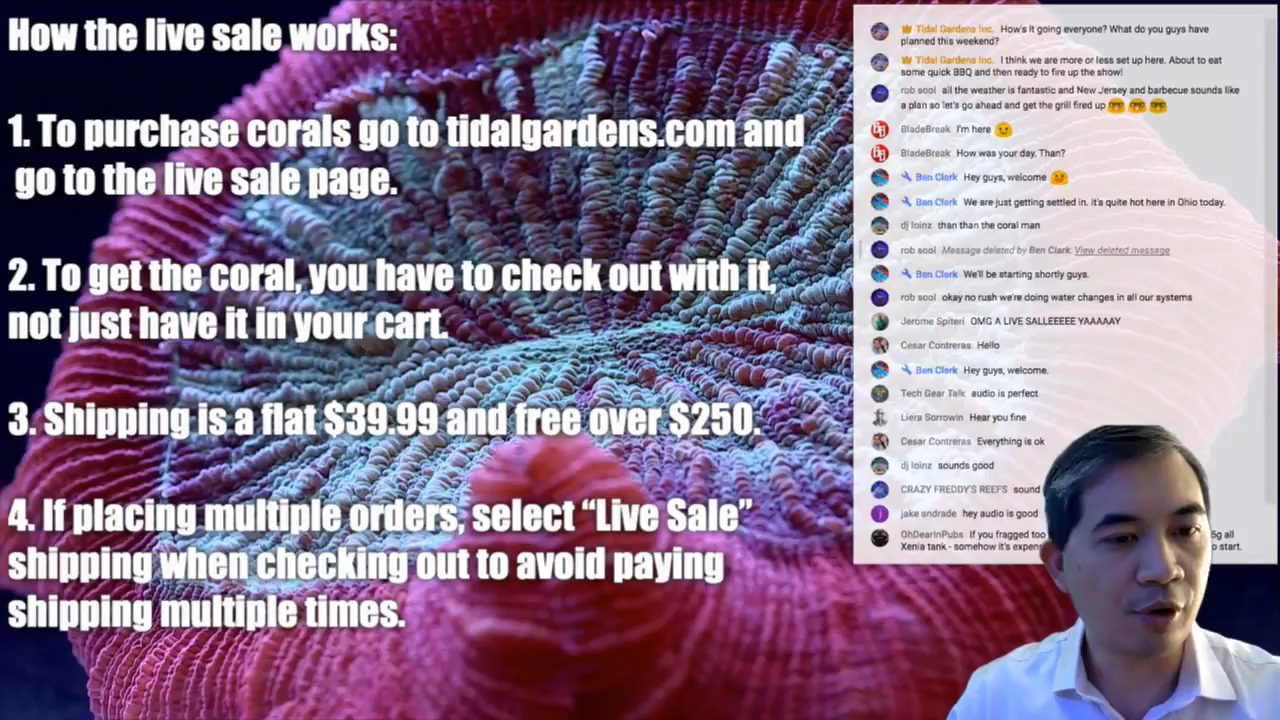 How the live sale works:
1. To purchase corals go to tidalgardens.com and
go to the live sale page.
2. To get the coral, you have to check out with it,
not just have it in your cart.
3. Shipping is a flat $39.99 and free over $250.
4. If placing multiple orders, select “Live Sale”
shipping when checking out to avoid paying
shipping multiple times.
Tidal Gardens Inc. How's it going everyone? What do you guys have
planned this weekend?
Tidal Gardens Inc. I think we are more or less set up here. About to eat
some quick BBQ and then ready to fire up the show!
rob sool all the weather is fantastic and New Jersey and barbecue sounds like
a plan so let's go ahead and get the grill fired up
BladeBreak I'm here
BladeBreak How was your day, Than?
Ben Clark Hey guys, welcome
Ben Clark We are just getting settled in. it's quite hot here in Ohio today.
dj loinz than than the coral man
rob sool Message deleted by Ben Clark. View deleted message
Ben Clark We'll be starting shortly guys.
rob sool okay no rush we're doing water changes in all our systems
Jerome Spiteri OMG A LIVE SALLEEEEE YAAAAAY
Cesar Contreras Hello
Ben Clark Hey guys, welcome.
Tech Gear Talk audio is perfect
Liera Sorrowin Hear you fine
Cesar Contreras Everything is ok
dj loinz sounds good
CRAZY FREDDY'S REEFS sound
jake andrade hey audio is good
OhDearInPubs If you fragged too 5g all
Xenia tank - somehow it's expen o start.